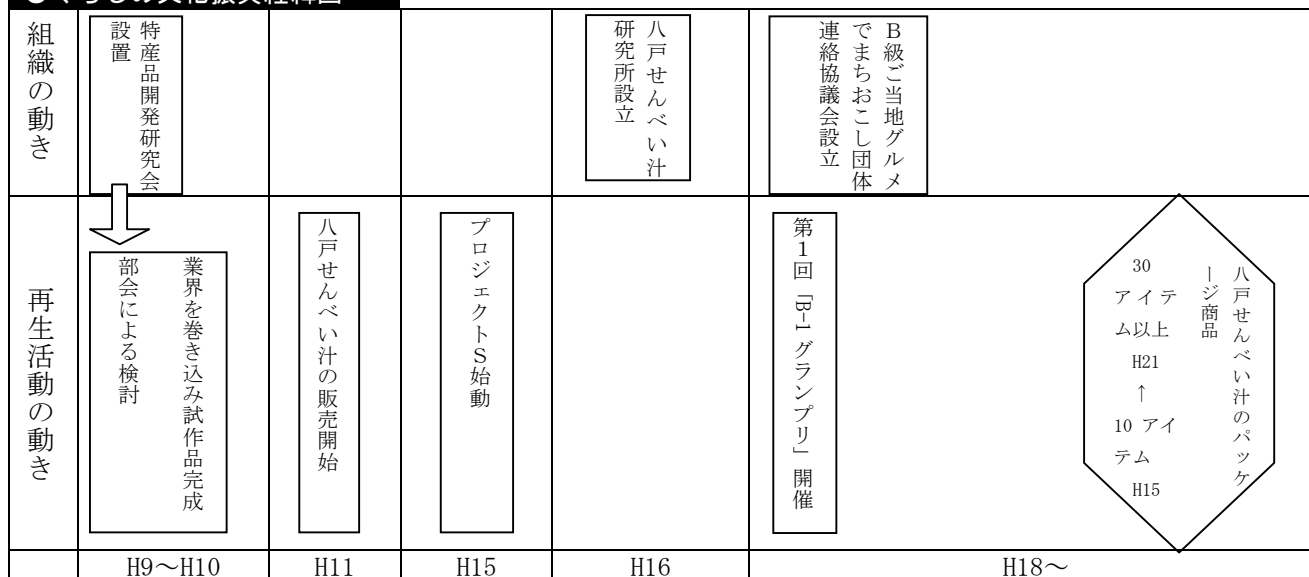 組織の動き
特産品開発研究会
設置
八戸せんべい汁
研究所設立
Ｂ級ご当地グルメ
でまちおこし団体
連絡協議会設立
再生活動の動き
業界を巻き込み試作品完成
部会による検討
八戸せんべい汁の販売開始
プロジェクトＳ始動
第１回「B-1グランプリ」開催
八戸せんべい汁のパッケ
ージ商品
30
アイテ
ム以上
H21
↑
10 アイ
テム
H15
H9～H10
H11
H15
H16
H18～